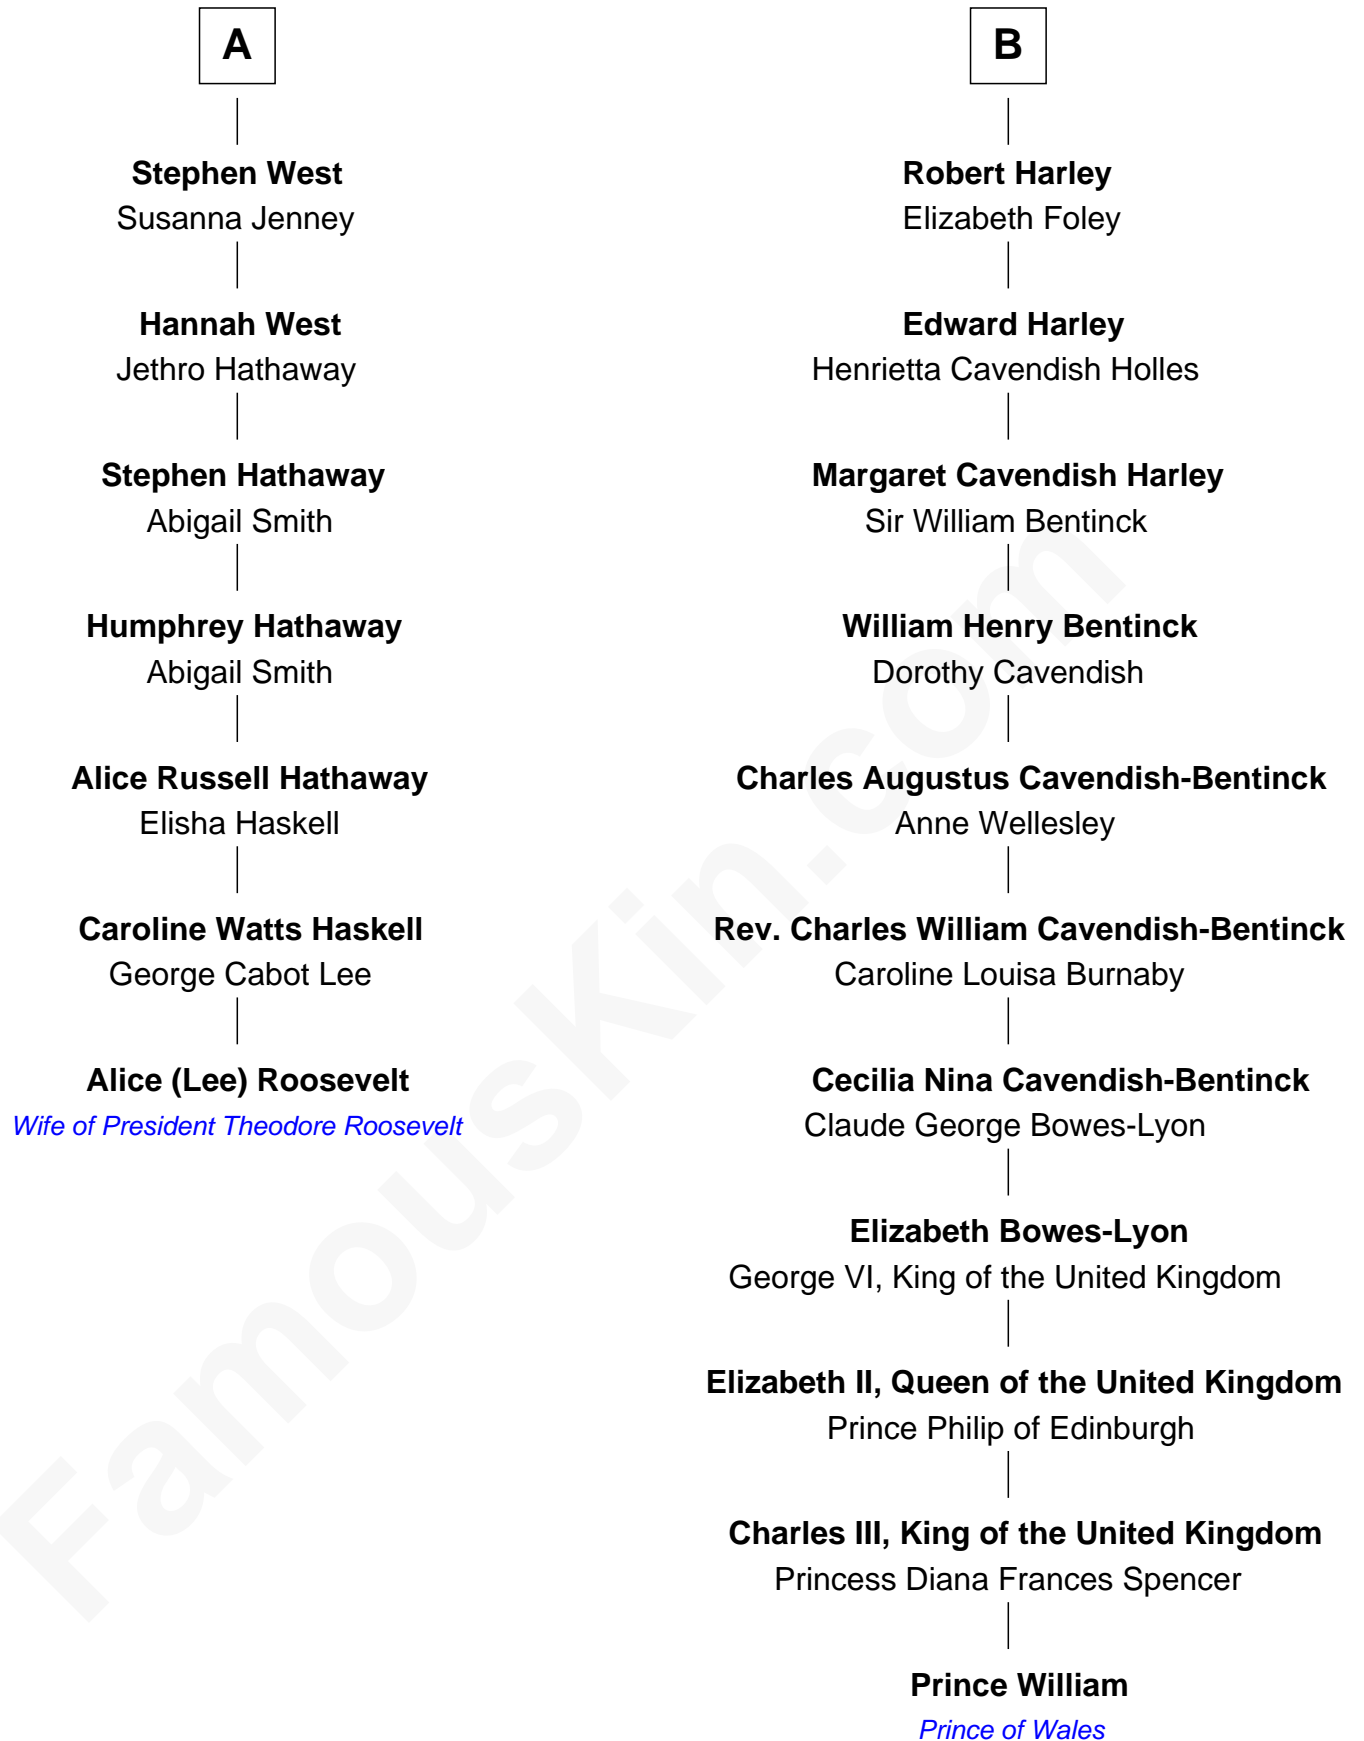 A
Stephen West
Susanna Jenney
Hannah West
Jethro Hathaway
Stephen Hathaway
Abigail Smith
Humphrey Hathaway
Abigail Smith
Alice Russell Hathaway
Elisha Haskell
Caroline Watts Haskell
George Cabot Lee
Alice (Lee) Roosevelt
Wife of President Theodore Roosevelt
B
Robert Harley
Elizabeth Foley
Edward Harley
Henrietta Cavendish Holles
Margaret Cavendish Harley
Sir William Bentinck
William Henry Bentinck
Dorothy Cavendish
Charles Augustus Cavendish-Bentinck
Anne Wellesley
Rev. Charles William Cavendish-Bentinck
Caroline Louisa Burnaby
Cecilia Nina Cavendish-Bentinck
Claude George Bowes-Lyon
Elizabeth Bowes-Lyon
George VI, King of the United Kingdom
Elizabeth II, Queen of the United Kingdom
Prince Philip of Edinburgh
Charles III, King of the United Kingdom
Princess Diana Frances Spencer
Prince William
Prince of Wales
FamousKin.com